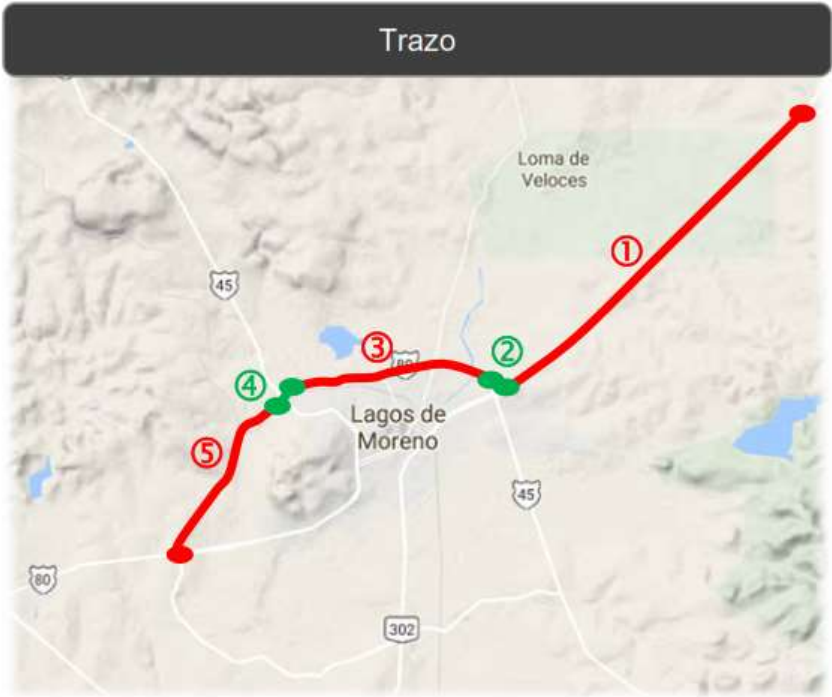 Trazo
Loma de
Veloces
①
45
③
②
80
④
Lagos de
Moreno
⑤
45
80
302